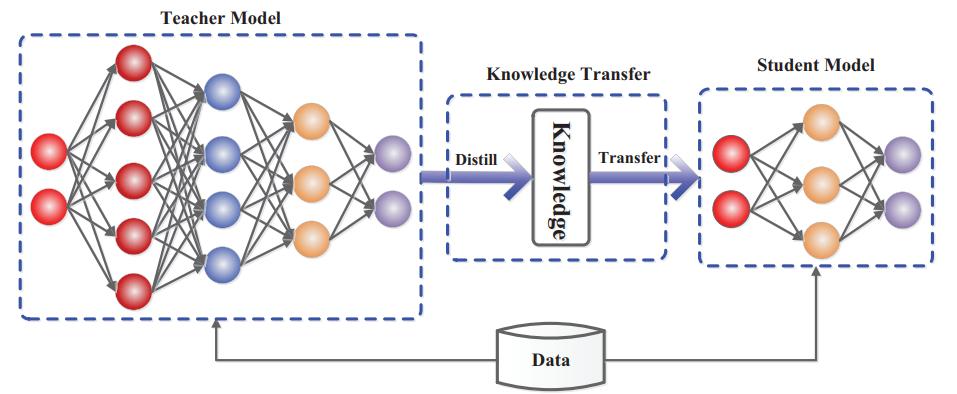 Teacher Model
Knowledge Transfer
Student Model
Distill
Knowledge
Transfer
Data